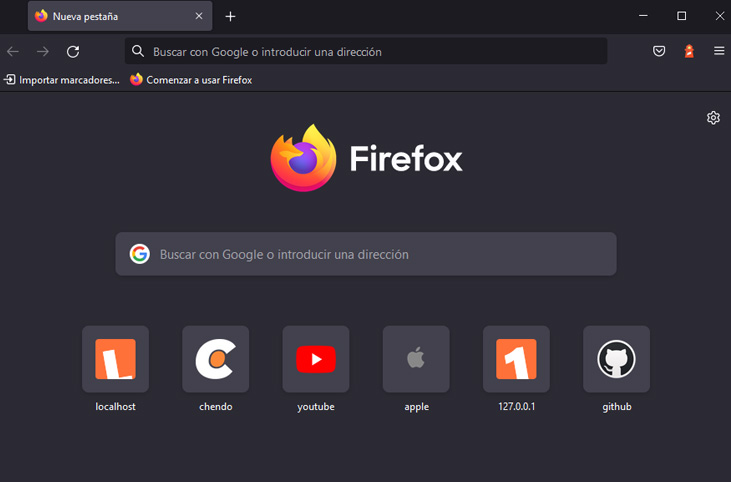 Nueva pestaña
Buscar con Google o introducir una dirección
Importar marcadores... Comenzar a usar Firefox
Firefox
Buscar con Google o introducir una dirección
L C 1
localhost chendo youtube apple 127.0.0.1 github